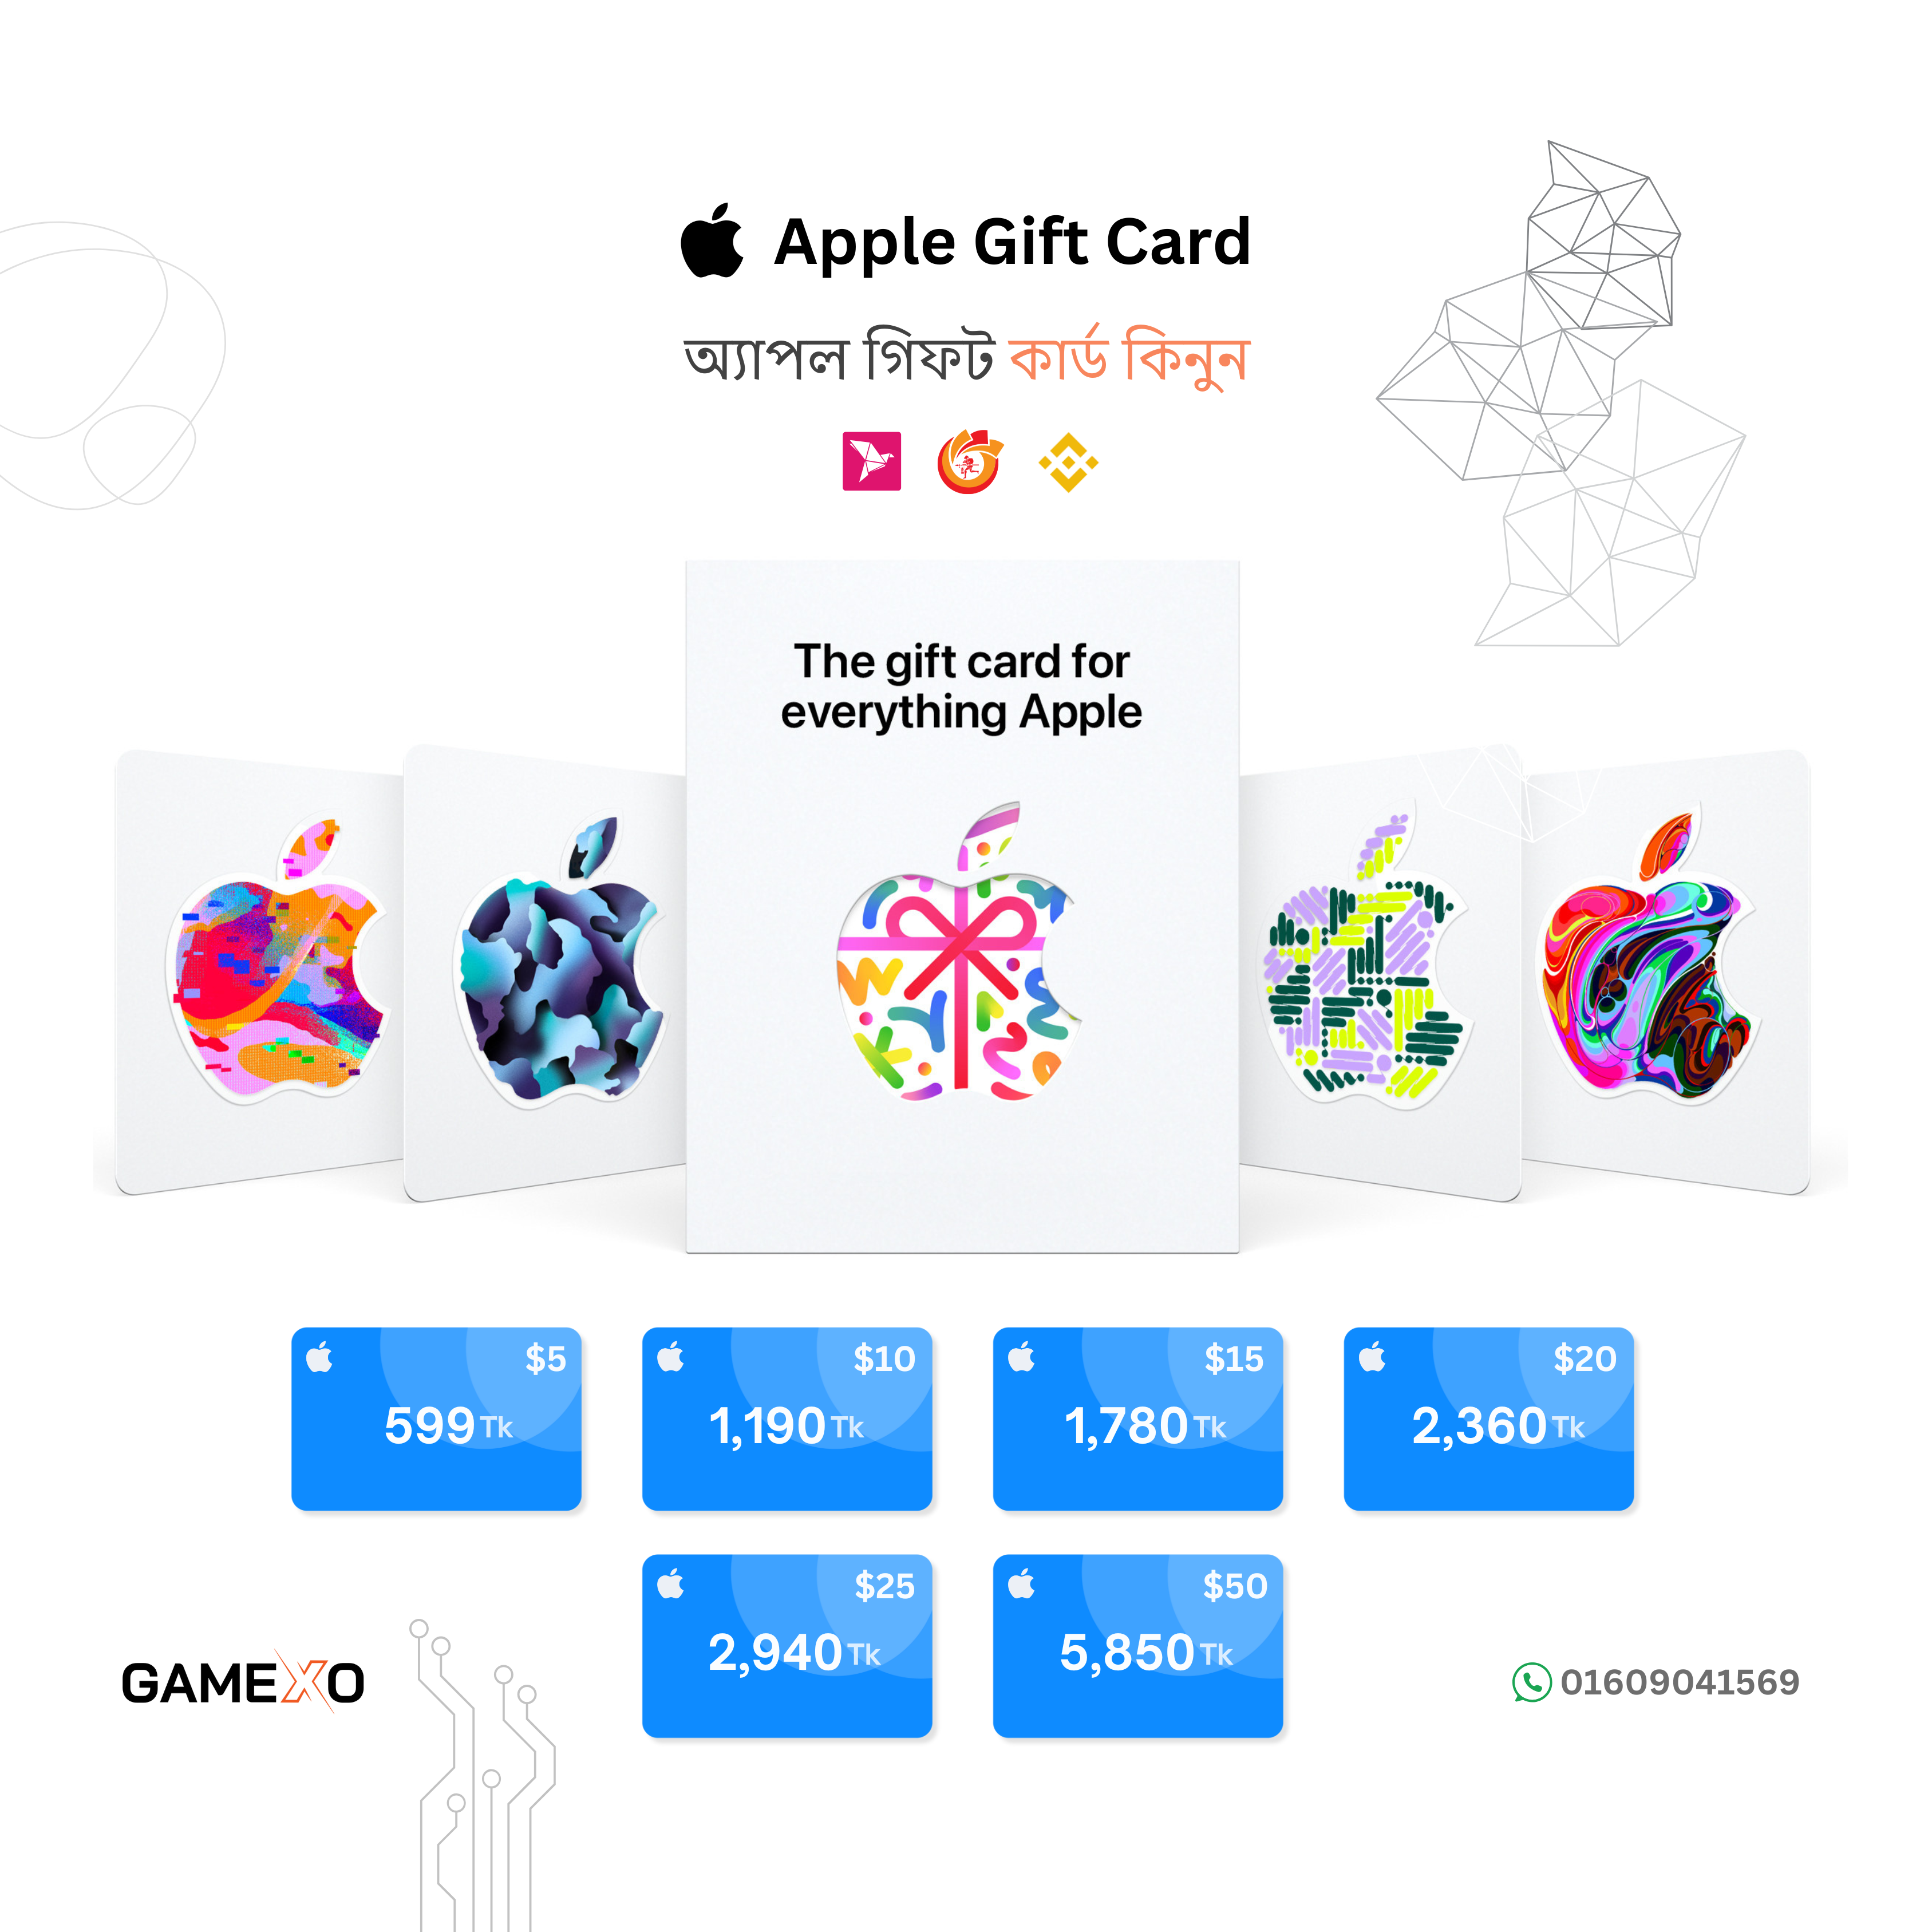 Apple Gift Card
অ্যাপল গিফট কার্ড কিনুন
The gift card for
everything Apple
$5
599 Tk
$10
1,190 Tk
$15
1,780 Tk
$20
2,360 Tk
$25
2,940 Tk
$50
5,850 Tk
GAMEXO
01609041569